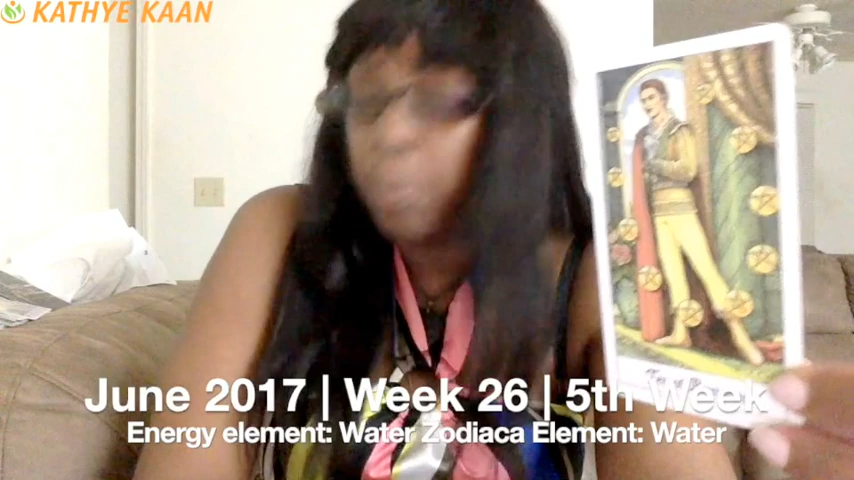 KATHYE KAAN
June 2017 | Week 26 | 5th Week
Energy element: Water Zodiaca Element: Water